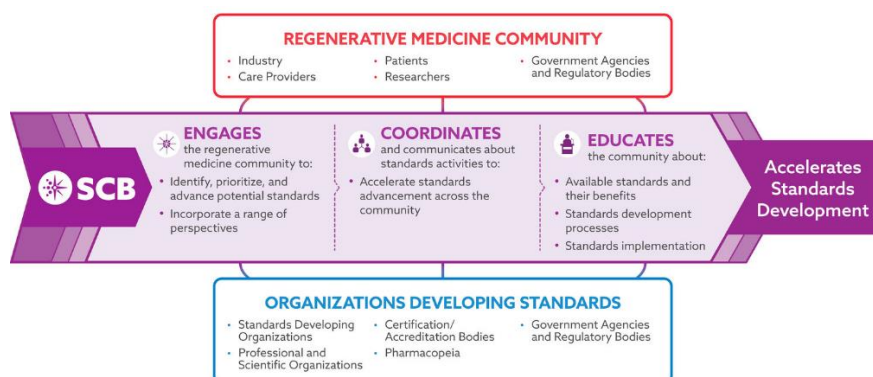 REGENERATIVE MEDICINE COMMUNITY
• Industry
• Care Providers
• Patients
• Researchers
• Government Agencies
and Regulatory Bodies
SCB
ENGAGES
the regenerative
medicine community to:
• Identify, prioritize, and
advance potential standards
• Incorporate a range of
perspectives
COORDINATES
and communicates about
standards activities to:
• Accelerate standards
advancement across the
community
EDUCATES
the community about:
• Available standards and
their benefits
• Standards development
processes
• Standards implementation
Accelerates
Standards
Development
ORGANIZATIONS DEVELOPING STANDARDS
• Standards Developing
Organizations
• Professional and
Scientific Organizations
• Certification/
Accreditation Bodies
• Pharmacopeia
• Government Agencies
and Regulatory Bodies